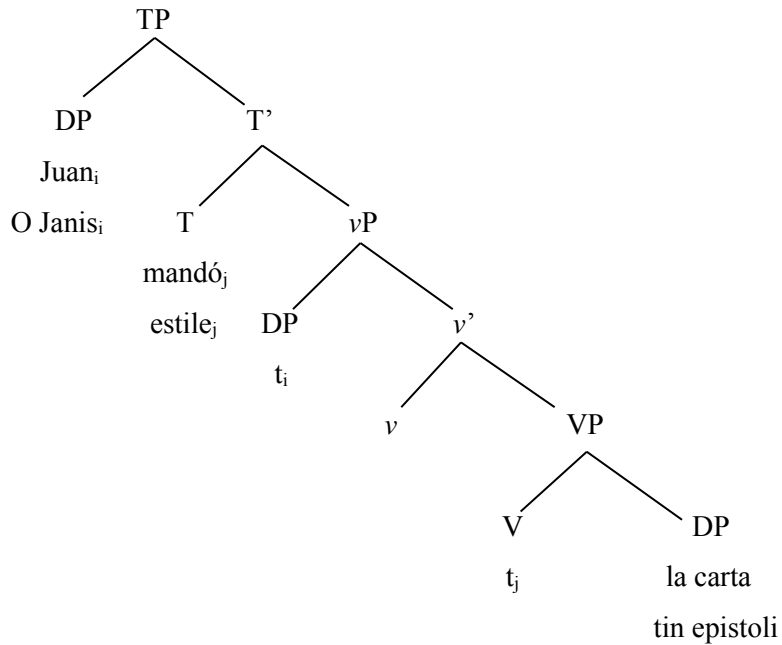 TP
DP T’
Juanᵢ
O Janisᵢ T vP
mandóⱼ
estileⱼ DP v’
tᵢ
v VP
V DP
tⱼ la carta
tin epistoli